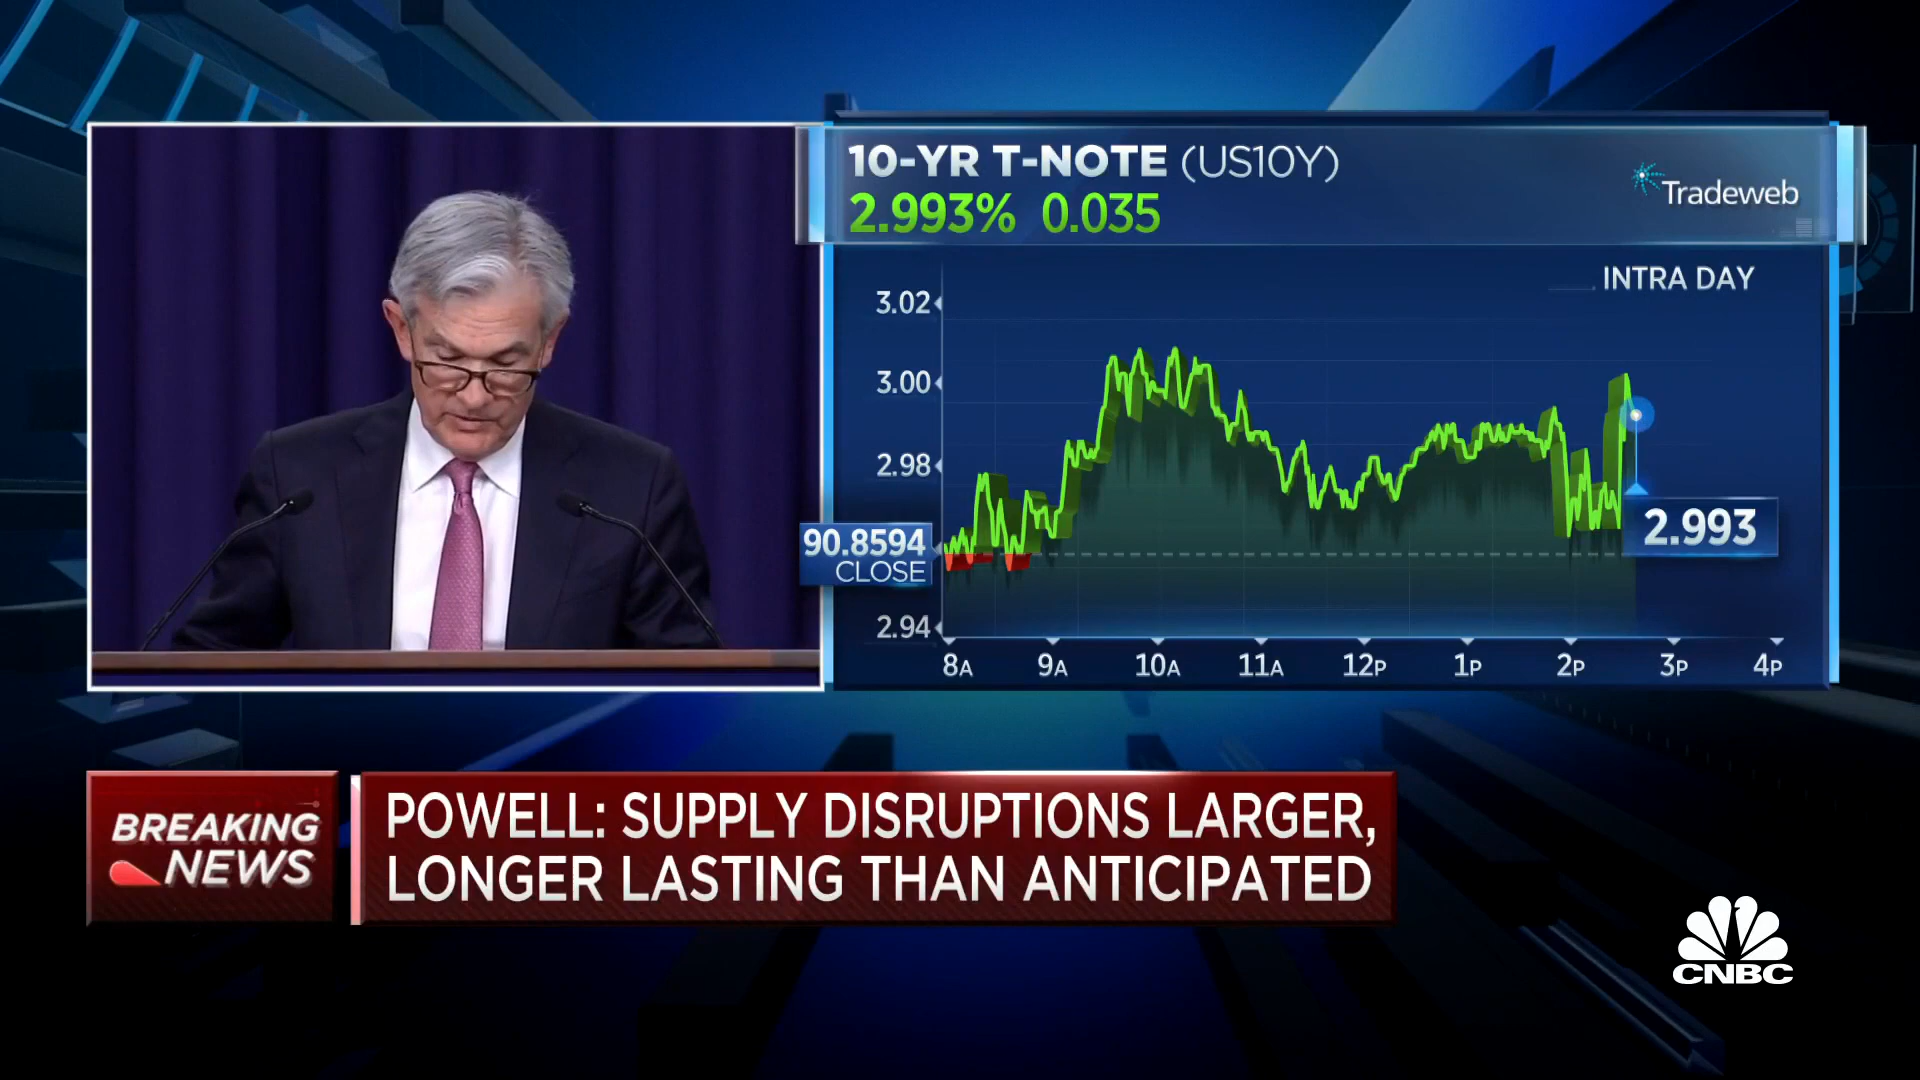 10-YR T-NOTE (US10Y)
2.993% 0.035
Tradeweb
INTRA DAY
3.02
3.00
2.98
90.8594
CLOSE
2.94
2.993
8A 9A 10A 11A 12P 1P 2P 3P 4P
BREAKING
NEWS
POWELL: SUPPLY DISRUPTIONS LARGER,
LONGER LASTING THAN ANTICIPATED
CNBC